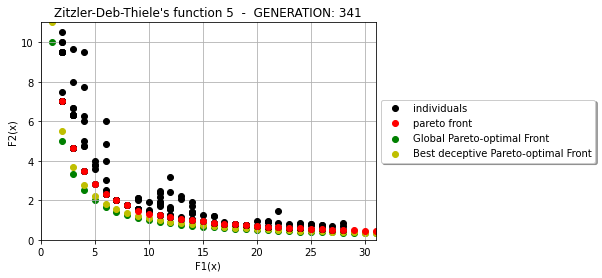 Zitzler-Deb-Thiele's function 5 - GENERATION: 341
F2(x)
10
8
6
4
2
0
0 5 10 15 20 25 30
F1(x)
individuals
pareto front
Global Pareto-optimal Front
Best deceptive Pareto-optimal Front